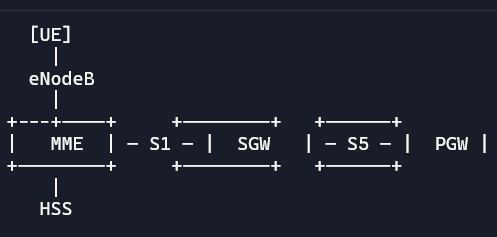 [UE]
|
eNodeB
|
+---+----+     +--------+   +------+
|   MME  | - S1 - |  SGW   | - S5 - |  PGW |
+--------+     +--------+   +------+
|
HSS